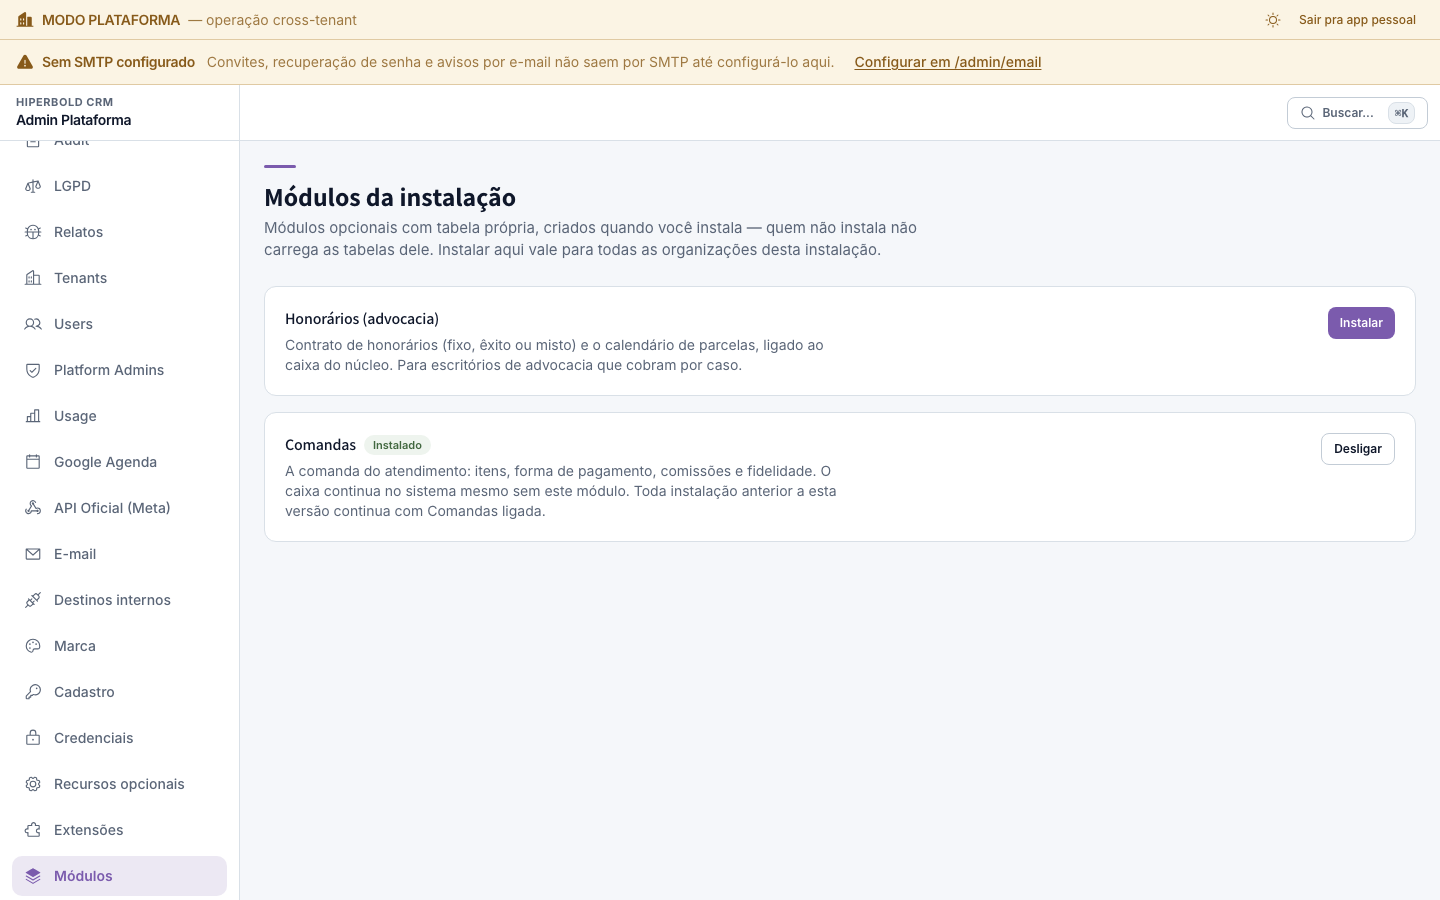 MODO PLATAFORMA — operação cross-tenant
Sair pra app pessoal
Sem SMTP configurado Convites, recuperação de senha e avisos por e-mail não saem por SMTP até configurá-lo aqui. Configurar em /admin/email
HIPERBOLD CRM
Admin Plataforma
Buscar... ⌘K
Audit
LGPD
Relatos
Tenants
Users
Platform Admins
Usage
Google Agenda
API Oficial (Meta)
E-mail
Destinos internos
Marca
Cadastro
Credenciais
Recursos opcionais
Extensões
Módulos
Módulos da instalação
Módulos opcionais com tabela própria, criados quando você instala — quem não instala não
carrega as tabelas dele. Instalar aqui vale para todas as organizações desta instalação.
Honorários (advocacia)
Contrato de honorários (fixo, êxito ou misto) e o calendário de parcelas, ligado ao
caixa do núcleo. Para escritórios de advocacia que cobram por caso.
Instalar
Comandas Instalado
A comanda do atendimento: itens, forma de pagamento, comissões e fidelidade. O
caixa continua no sistema mesmo sem este módulo. Toda instalação anterior a esta
versão continua com Comandas ligada.
Desligar